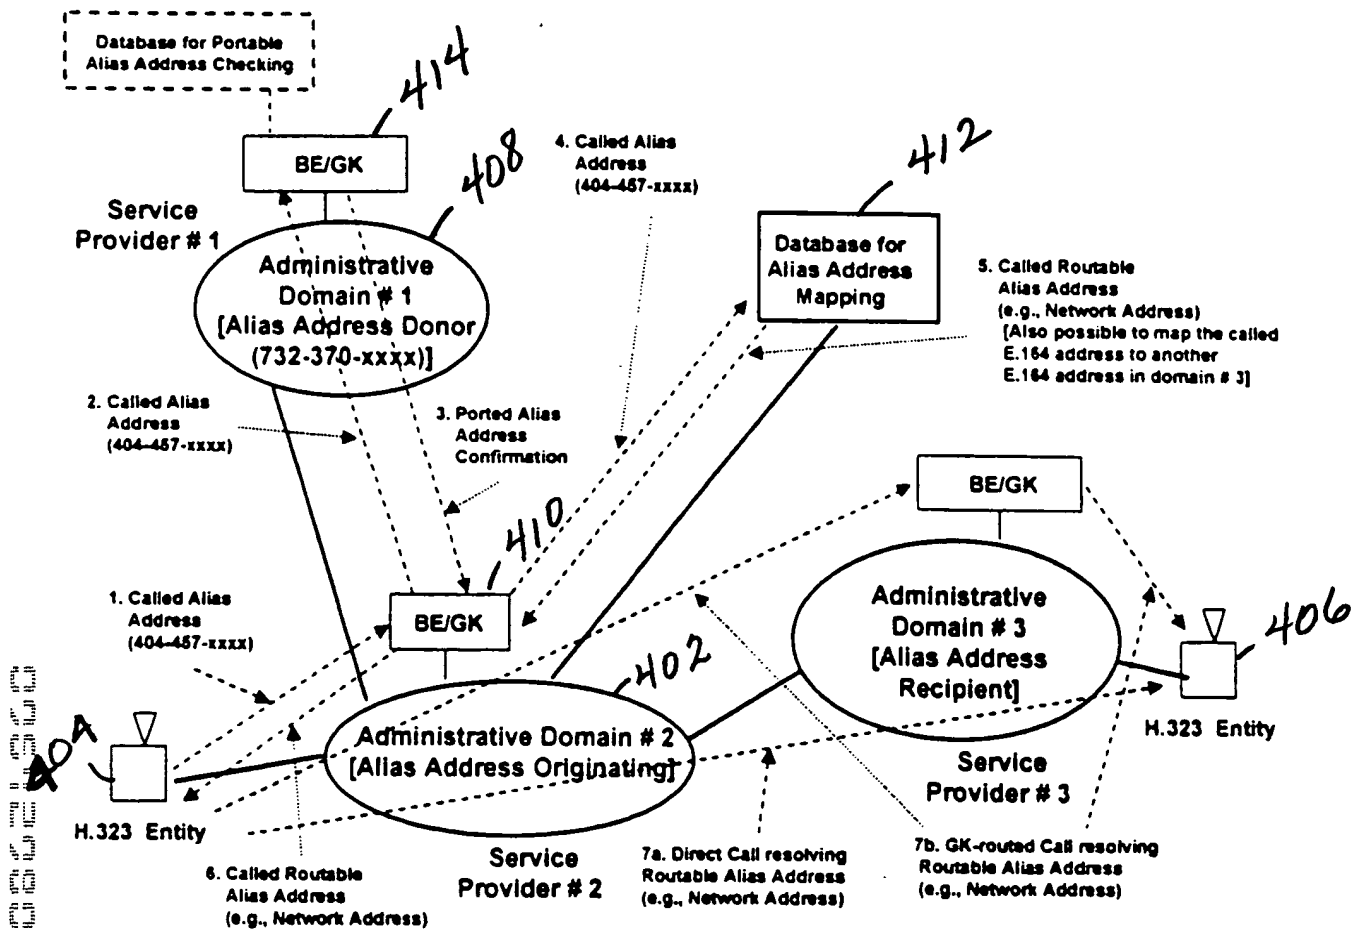 Database for Portable
Alias Address Checking
414
BE/GK
408
4. Called Alias
Address
(404-457-xxxx)
412
Service
Provider # 1
Administrative
Domain # 1
[Alias Address Donor
(732-370-xxxx)]
Database for
Alias Address
Mapping
5. Called Routable
Alias Address
(e.g., Network Address)
[Also possible to map the called
E.164 address to another
E.164 address in domain # 3]
2. Called Alias
Address
(404-457-xxxx)
3. Ported Alias
Address
Confirmation
BE/GK
410
1. Called Alias
Address
(404-457-xxxx)
BE/GK
Administrative
Domain # 3
[Alias Address
Recipient]
406
402
404
Administrative Domain # 2
[Alias Address Originating]
H.323 Entity
Service
Provider # 3
H.323 Entity
Service
Provider # 2
6. Called Routable
Alias Address
(e.g., Network Address)
7a. Direct Call resolving
Routable Alias Address
(e.g., Network Address)
7b. GK-routed Call resolving
Routable Alias Address
(e.g., Network Address)